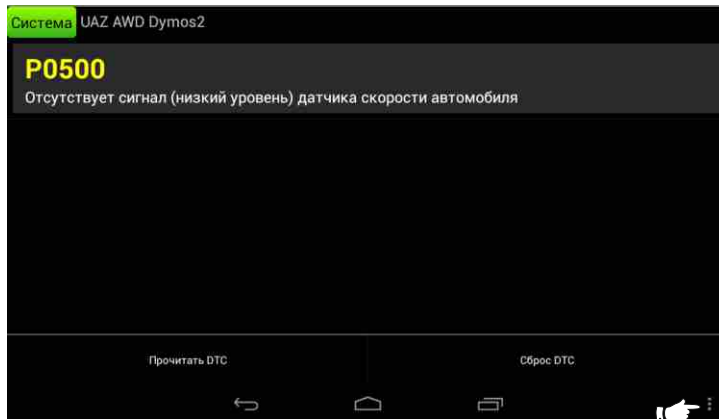 Система UAZ AWD Dymos2
P0500
Отсутствует сигнал (низкий уровень) датчика скорости автомобиля
Прочитать DTC Сброс DTC